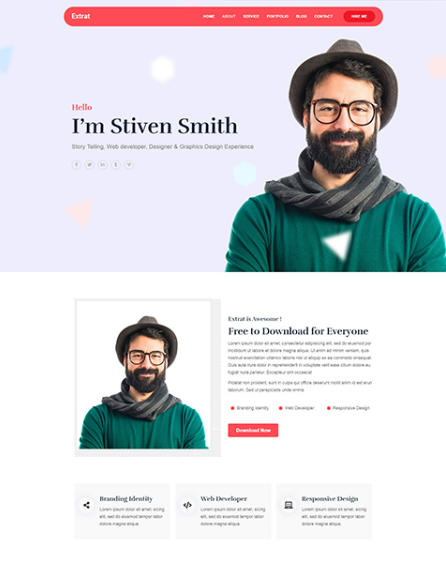 Extrat
HOME ABOUT SERVICE PORTFOLIO BLOG CONTACT HIRE ME
Hello
I'm Stiven Smith
Story Telling, Web developer, Designer & Graphics Design Experience
Extrat is Awesome !
Free to Download for Everyone
Lorem ipsum dolor sit amet, consectetur adipisicing elit, sed do eiusmod tempor
incididunt ut labore et dolore magna aliqua. Ut enim ad minim veniam, quis
nostrud exercitation ullamco laboris nisi ut aliquip ex ea commodo consequat.
Duis aute irure dolor in reprehenderit in voluptate velit esse cillum dolore eu
fugiat nulla pariatur. Excepteur sint occaecat
Pidatat non proident, sunt in culpa qui officia deserunt mollit anim id est
laborum. Sed ut perspiciatis unde omnis
Branding Identity Web Developer Responsive Design
Download Now
Branding Identity
Lorem ipsum dolor sit amet, cising
elit, sed do eiusmod tempor labor
dolore magna aliqua.
Web Developer
Lorem ipsum dolor sit amet, cising
elit, sed do eiusmod tempor labor
dolore magna aliqua.
Responsive Design
Lorem ipsum dolor sit amet, cising
elit, sed do eiusmod tempor labor
dolore magna aliqua.